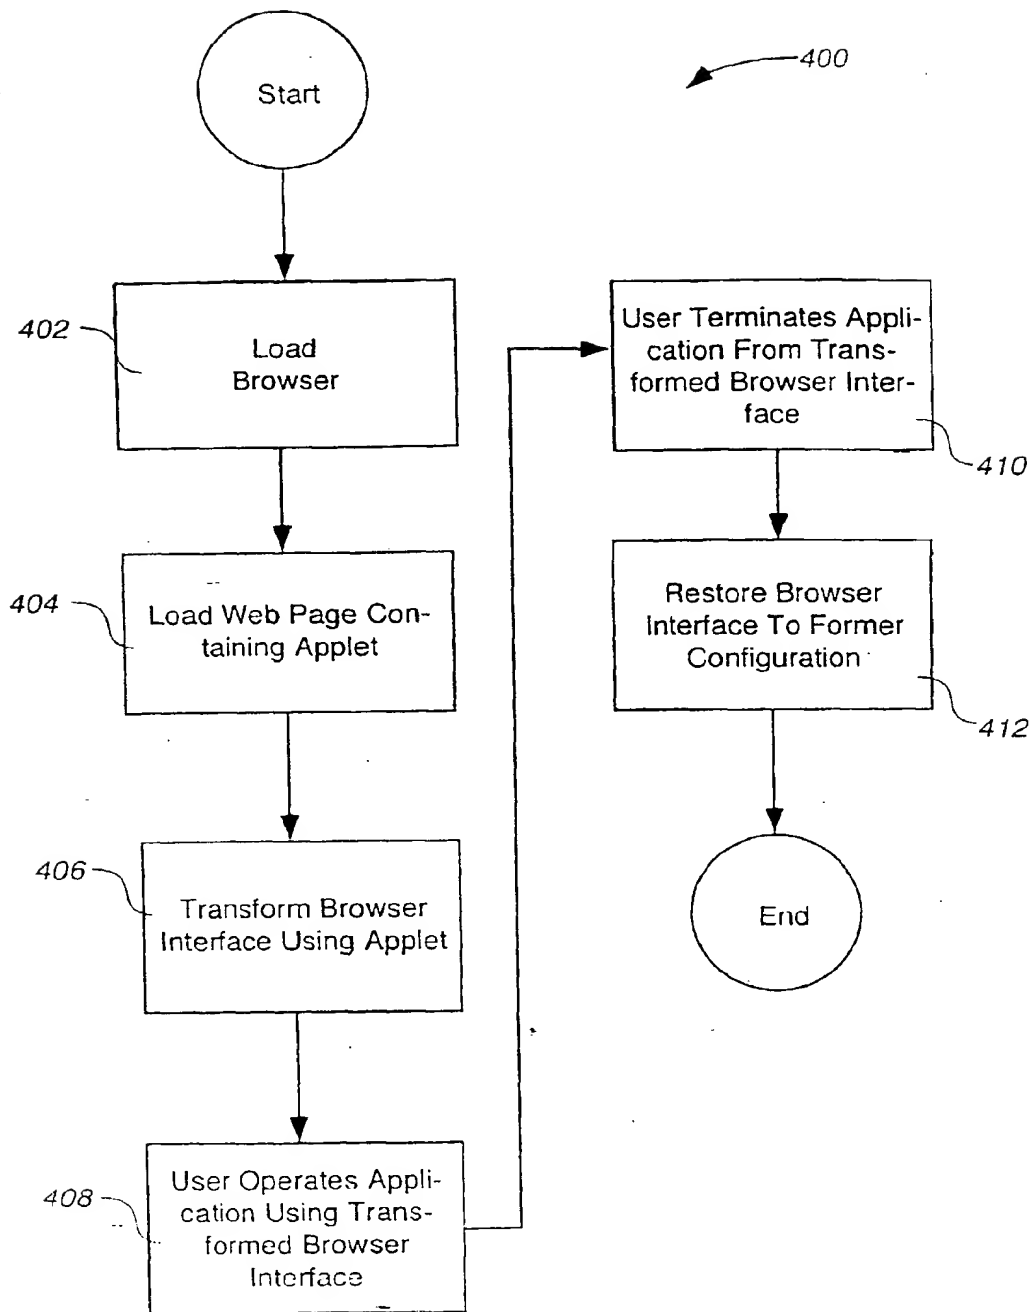 Start
400
402
Load
Browser
404
Load Web Page Con-
taining Applet
406
Transform Browser
Interface Using Applet
408
User Operates Appli-
cation Using Trans-
formed Browser
Interface
User Terminates Appli-
cation From Trans-
formed Browser Inter-
face
410
Restore Browser
Interface To Former
Configuration
412
End